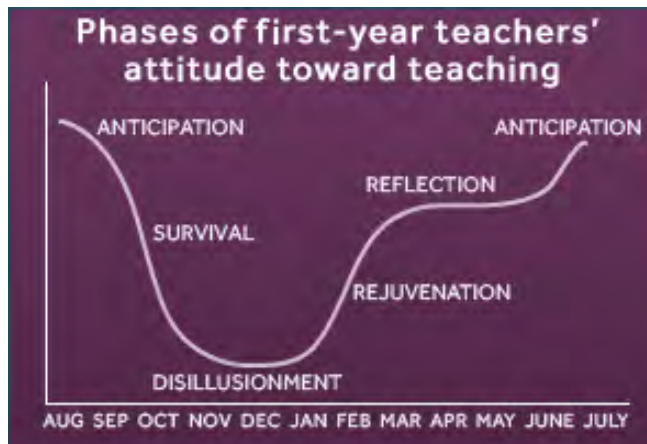 Phases of first-year teachers'
attitude toward teaching
ANTICIPATION
ANTICIPATION
REFLECTION
SURVIVAL
REJUVENATION
DISILLUSIONMENT
AUG SEP OCT NOV DEC JAN FEB MAR APR MAY JUNE JULY